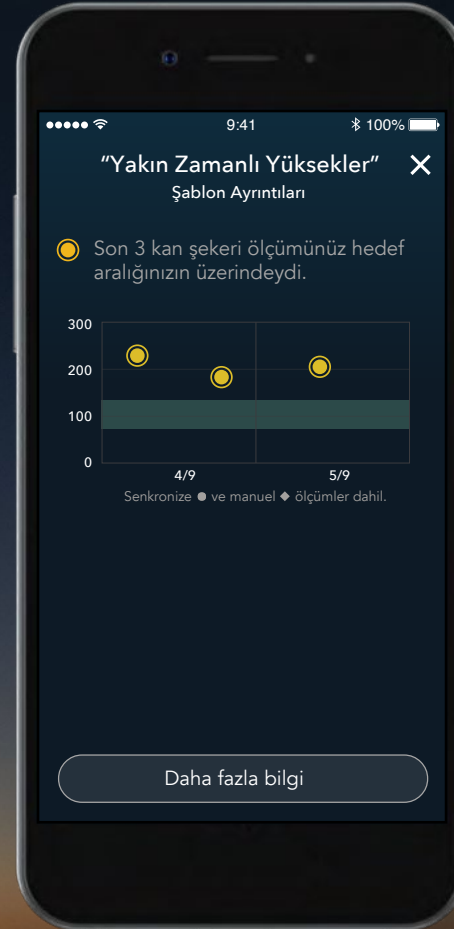 9:41
100%
“Yakın Zamanlı Yüksekler”
Şablon Ayrıntıları
Son 3 kan şekeri ölçümünüz hedef
aralığınızın üzerindeydi.
300
200
100
0
4/9
5/9
Senkronize ● ve manuel ◆ ölçümler dahil.
Daha fazla bilgi